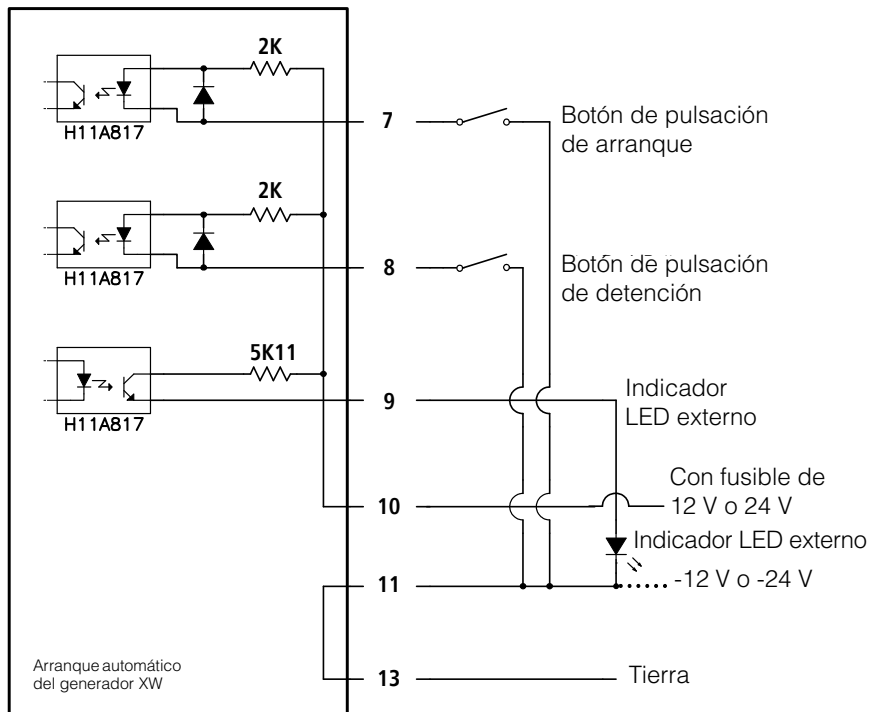 2K
H11A817
7
Botón de pulsación
de arranque
2K
H11A817
8
Botón de pulsación
de detención
5K11
H11A817
9
Indicador
LED externo
Con fusible de
12 V o 24 V
10
Indicador LED externo
11
-12 V o -24 V
Arranque automático
del generador XW
13
Tierra